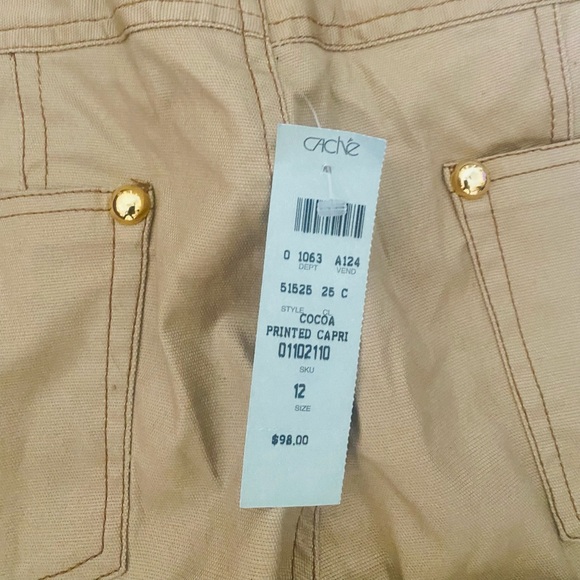 caché
0 1063 A124
DEPT VEND
51525 25 C
STYLE CL
COCOA
PRINTED CAPRI
01102110
SKU
12
SIZE
$98.00